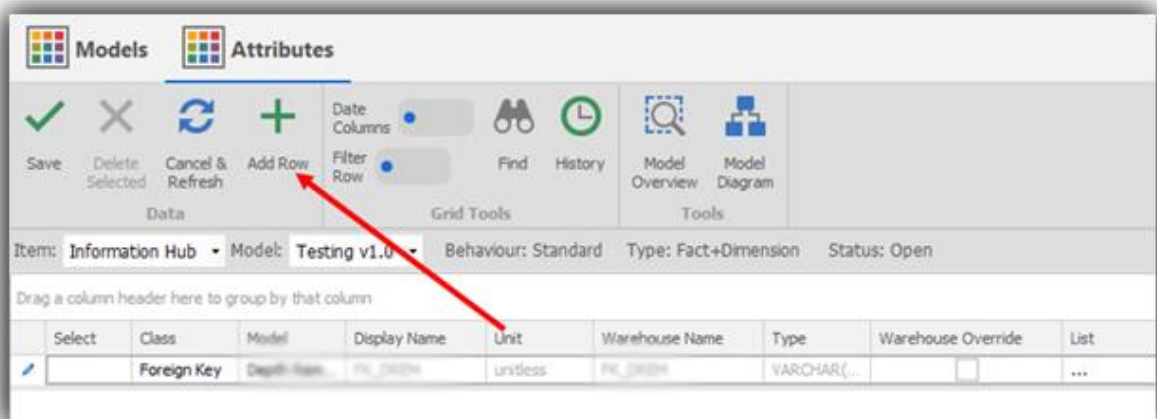 Models Attributes
Date
Columns
Filter
Row
Save Delete
Selected Cancel &
Refresh Add Row Find History Model
Overview Model
Diagram
Data Grid Tools Tools
Item: Information Hub Model: Testing v1.0 Behaviour: Standard Type: Fact+Dimension Status: Open
Drag a column header here to group by that column
Select Class Model Display Name Unit Warehouse Name Type Warehouse Override List
Foreign Key unitless VARCHAR(... ...